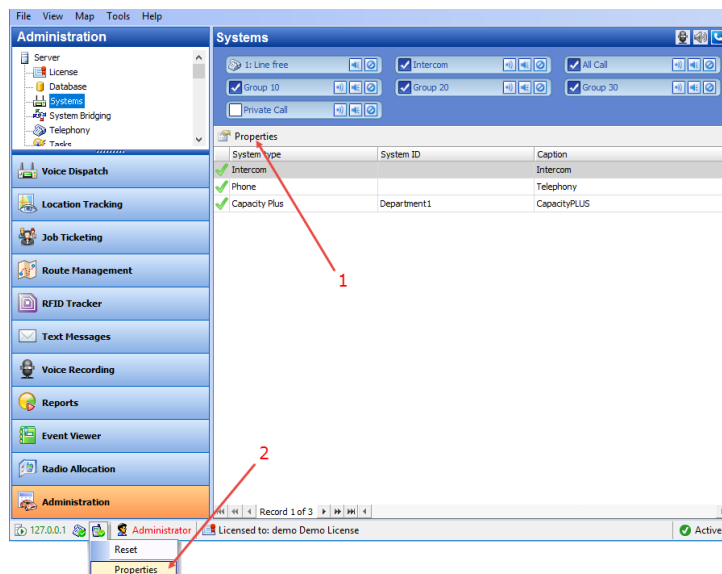 File View Map Tools Help
Administration
Server
License
Database
Systems
System Bridging
Telephony
Tasks
Voice Dispatch
Location Tracking
Job Ticketing
Route Management
RFID Tracker
Text Messages
Voice Recording
Reports
Event Viewer
Radio Allocation
Administration
Systems
1: Line free
Intercom
All Call
Group 10
Group 20
Group 30
Private Call
Properties
System type System ID Caption
Intercom Intercom
Phone Telephony
Capacity Plus Department1 CapacityPLUS
1
2
Record 1 of 3
127.0.0.1 Administrator Licensed to: demo Demo License Active
Reset
Properties